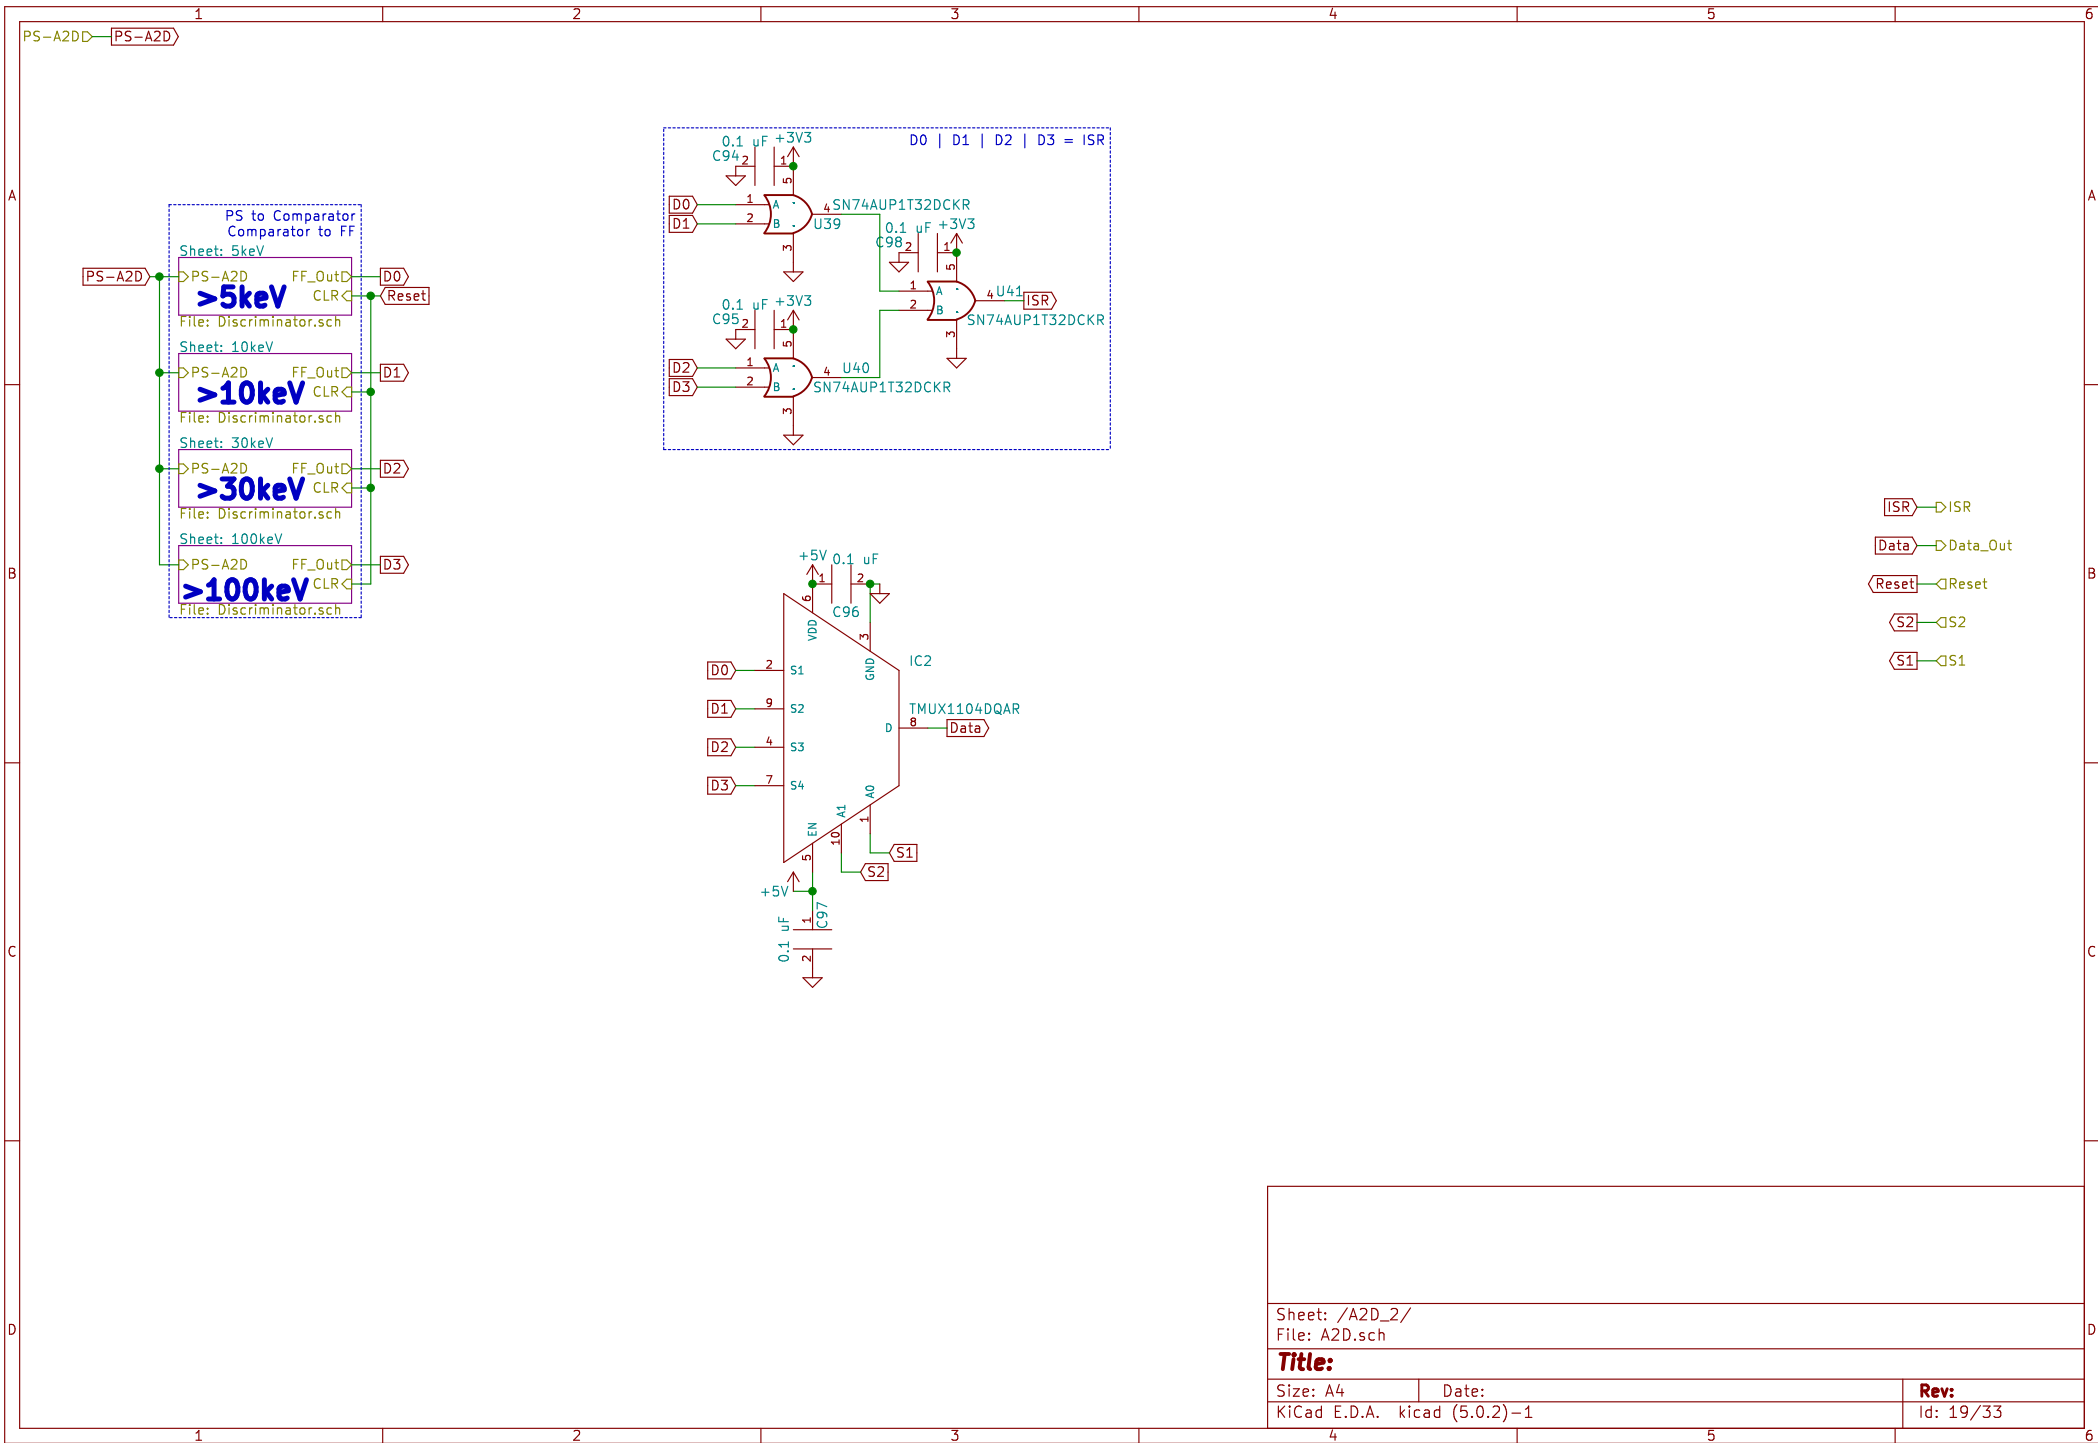 1 2 3 4 5 6
PS-A2D PS-A2D
A A
B B
C C
D D
PS to Comparator
Comparator to FF
Sheet: 5keV
PS-A2D PS-A2D FF_Out D0
>5keV CLR Reset
File: Discriminator.sch
Sheet: 10keV
PS-A2D FF_Out D1
>10keV CLR
File: Discriminator.sch
Sheet: 30keV
PS-A2D FF_Out D2
>30keV CLR
File: Discriminator.sch
Sheet: 100keV
PS-A2D FF_Out D3
>100keV CLR
File: Discriminator.sch
D0 | D1 | D2 | D3 = ISR
0.1 uF +3V3
C94 2 1
5
D0 1 A 4 SN74AUP1T32DCKR
D1 2 B U39
3
0.1 uF +3V3
C98 2 1
5
1 A 4 U41 ISR
2 B SN74AUP1T32DCKR
3
0.1 uF +3V3
C95 2 1
5
D2 1 A 4 U40
D3 2 B SN74AUP1T32DCKR
3
+5V 0.1 uF
1 2
6 C96
VDD 3
GND IC2
D0 2 S1
D1 9 S2 TMUX1104DQAR
D 8 Data
D2 4 S3
D3 7 S4
A0
A1 1
EN 10
5 S1
S2
+5V
C97
1
0.1 uF
2
ISR ISR
Data Data_Out
Reset Reset
S2 S2
S1 S1
Sheet: /A2D_2/
File: A2D.sch
Title:
Size: A4 Date: Rev:
KiCad E.D.A. kicad (5.0.2)-1 Id: 19/33
1 2 3 4 5 6